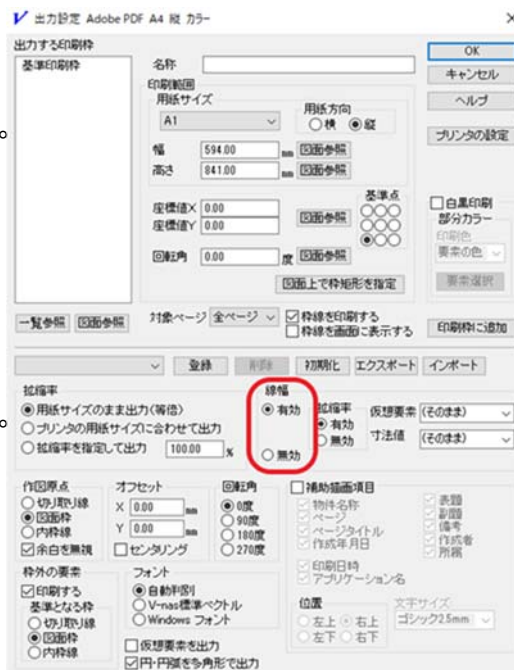 出力設定 Adobe PDF A4 縦 カラー
出力する印刷枠
基準印刷枠
名称
印刷範囲
用紙サイズ
A1
用紙方向
横 縦
幅 594.00 mm 図面参照
高さ 841.00 mm 図面参照
座標値X 0.00
座標値Y 0.00
図面参照
基準点
回転角 0.00 度 図面参照
図面上で枠矩形を指定
OK
キャンセル
ヘルプ
プリンタの設定
白黒印刷
部分カラー
印刷色
要素の色
要素選択
一覧参照 図面参照
対象ページ 全ページ
枠線を印刷する
枠線を画面に表示する
印刷枠に追加
登録 削除 初期化 エクスポート インポート
拡縮率
用紙サイズのまま出力(等倍)
プリンタの用紙サイズに合わせて出力
拡縮率を指定して出力 100.00 %
線幅
有効
無効
拡縮率
有効
無効
仮想要素 (そのまま)
寸法値 (そのまま)
作図原点
切り取り線
図面枠
内枠線
余白を無視
オフセット
X 0.00 mm
Y 0.00 mm
センタリング
回転角
0度
90度
180度
270度
補助描画項目
物件名称
ページ
ページタイトル
作成年月日
印刷日時
アプリケーション名
表題
副題
備考
作成者
所属
位置
左上 右上
左下 右下
文字サイズ
ゴシック2.5mm
枠外の要素
印刷する
基準となる枠
切り取り線
図面枠
内枠線
フォント
自動判別
V-nas標準ベクトル
Windows フォント
仮想要素を出力
円・円弧を多角形で出力